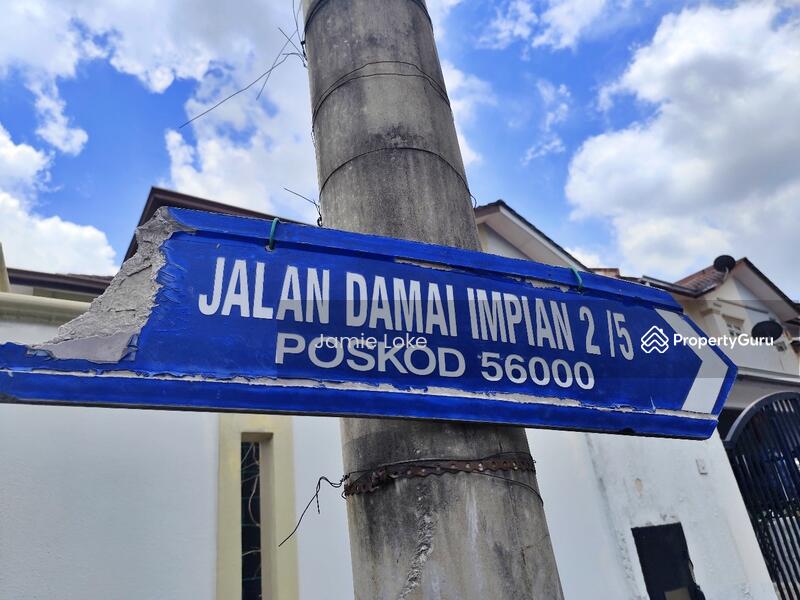 JALAN DAMAI IMPIAN 2 /5
POSKOD 56000
Jamie Loke
PropertyGuru